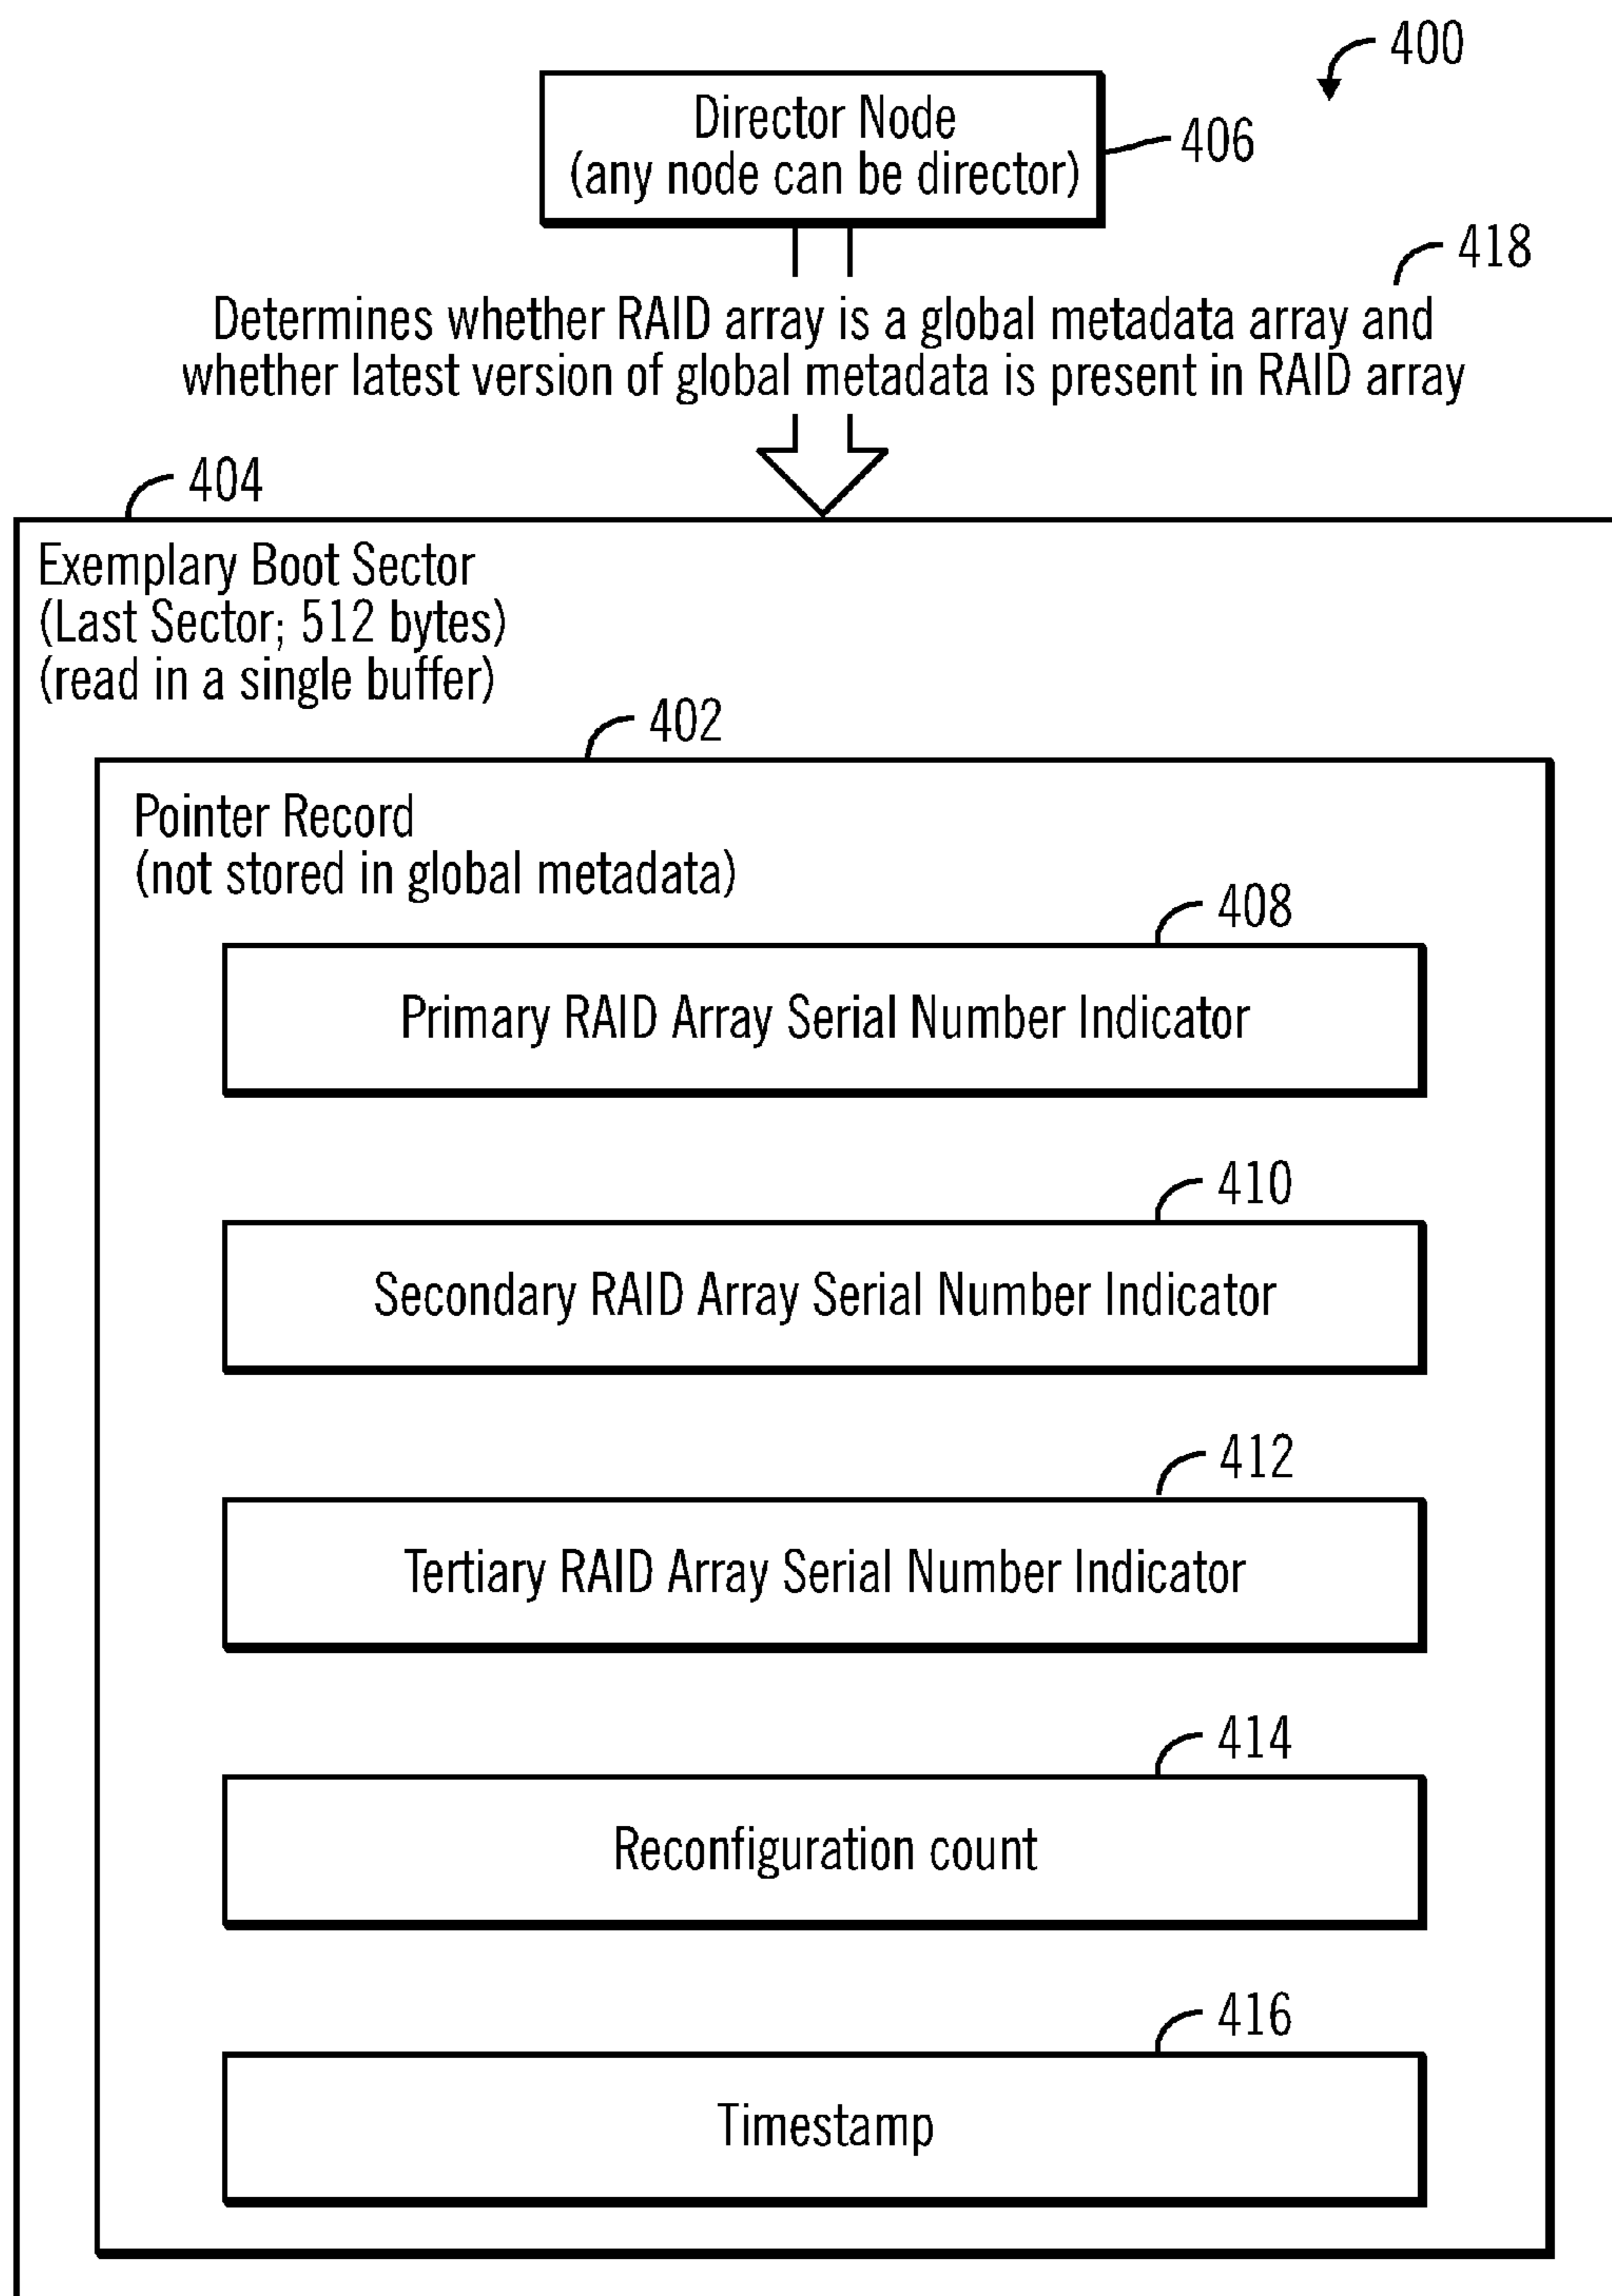 400
Director Node
(any node can be director)
406
418
Determines whether RAID array is a global metadata array and
whether latest version of global metadata is present in RAID array
404
Exemplary Boot Sector
(Last Sector; 512 bytes)
(read in a single buffer)
402
Pointer Record
(not stored in global metadata)
408
Primary RAID Array Serial Number Indicator
410
Secondary RAID Array Serial Number Indicator
412
Tertiary RAID Array Serial Number Indicator
414
Reconfiguration count
416
Timestamp